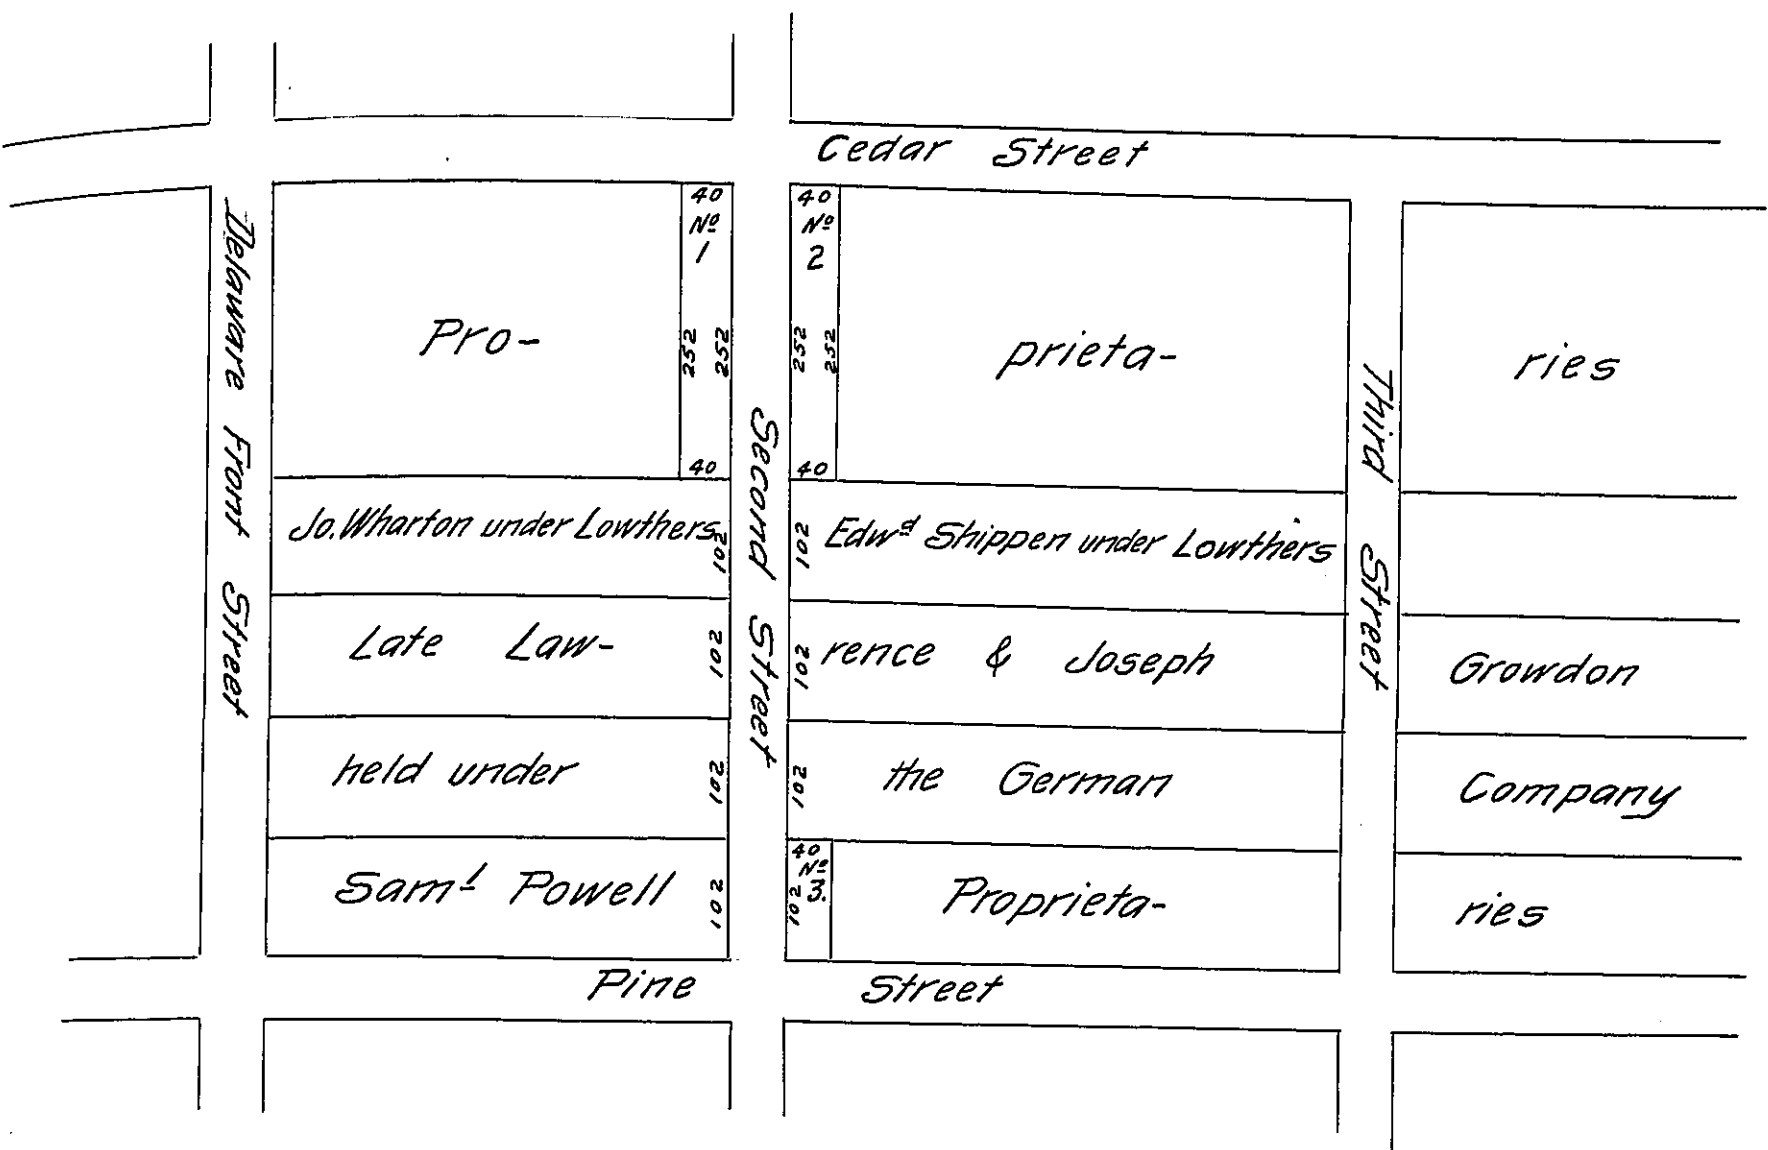 Cedar Street
40
Nº
1
252
252
40
40
Nº
2
252
252
40
Pro-
prieta-
ries
Delaware Front Street
Second Street
Third Street
Jo. Wharton under Lowthers
102
102
Edwd Shippen under Lowthers
Late Law-
102
102
rence & Joseph
Growdon
held under
102
102
the German
Company
Saml Powell
102
40
Nº
3.
102
Proprieta-
ries
Pine Street